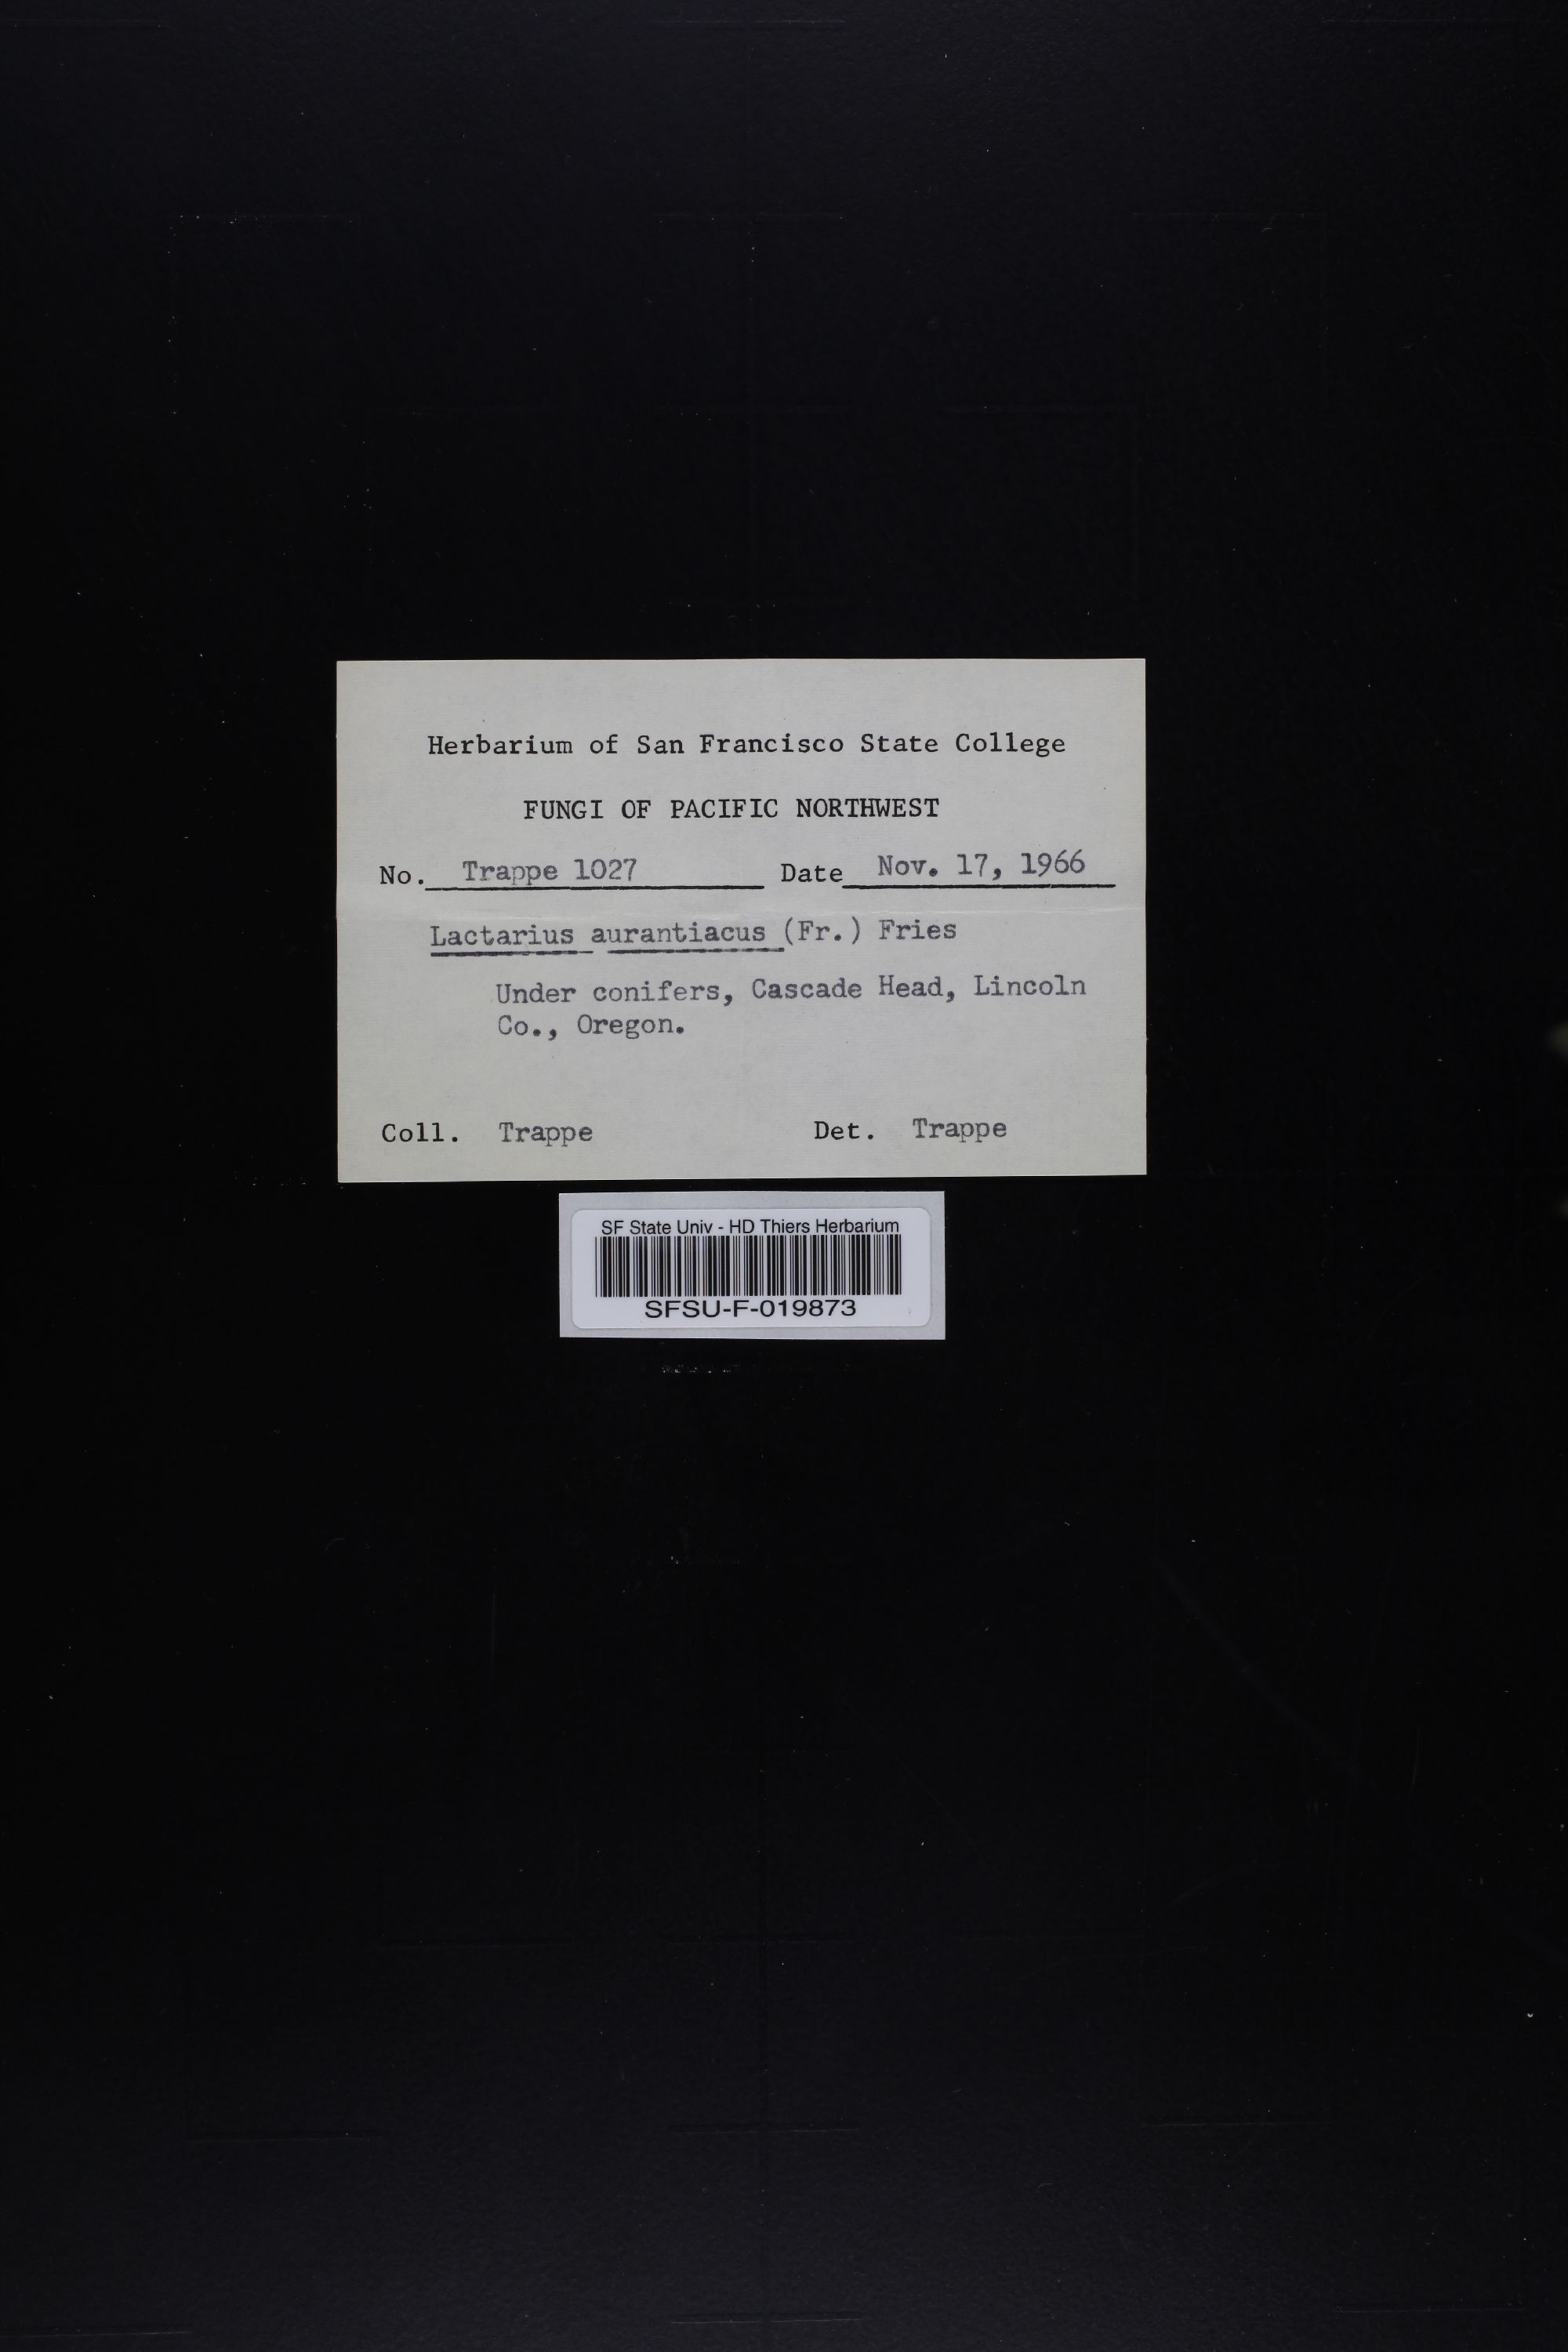 Herbarium of San Francisco State College
FUNGI OF PACIFIC NORTHWEST
No. Trappe 1027 Date Nov. 17, 1966
Lactarius aurantiacus (Fr.) Fries
Under conifers, Cascade Head, Lincoln
Co., Oregon.
Coll. Trappe Det. Trappe
SF State Univ - HD Thiers Herbarium
SFSU-F-019873